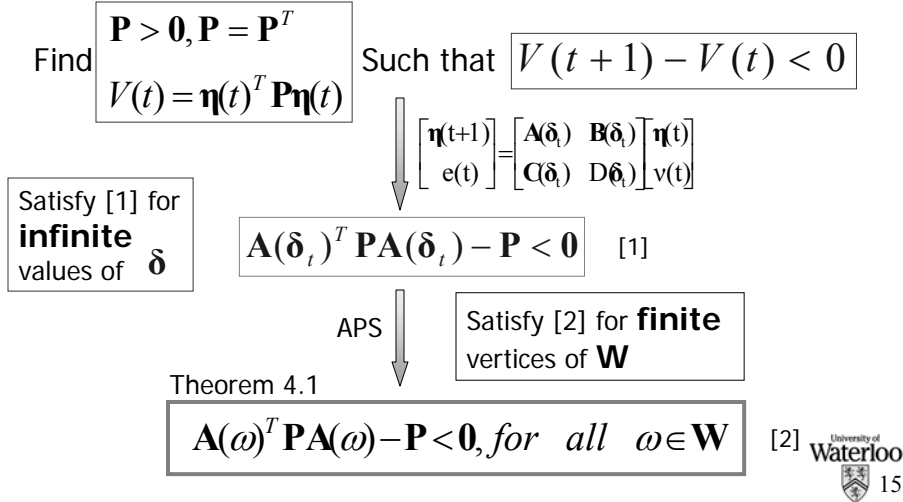 Find P > 0, P = P^T
V(t) = η(t)^T Pη(t)
Such that V(t + 1) − V(t) < 0
[η(t+1) e(t)] = [A(δ_t) B(δ_t) C(δ_t) D(δ_t)] [η(t) v(t)]
Satisfy [1] for
infinite
values of δ
A(δ_t)^T PA(δ_t) − P < 0 [1]
APS
Satisfy [2] for finite
vertices of W
Theorem 4.1
A(ω)^T PA(ω) − P < 0, for all ω ∈ W [2]
University of
Waterloo
15